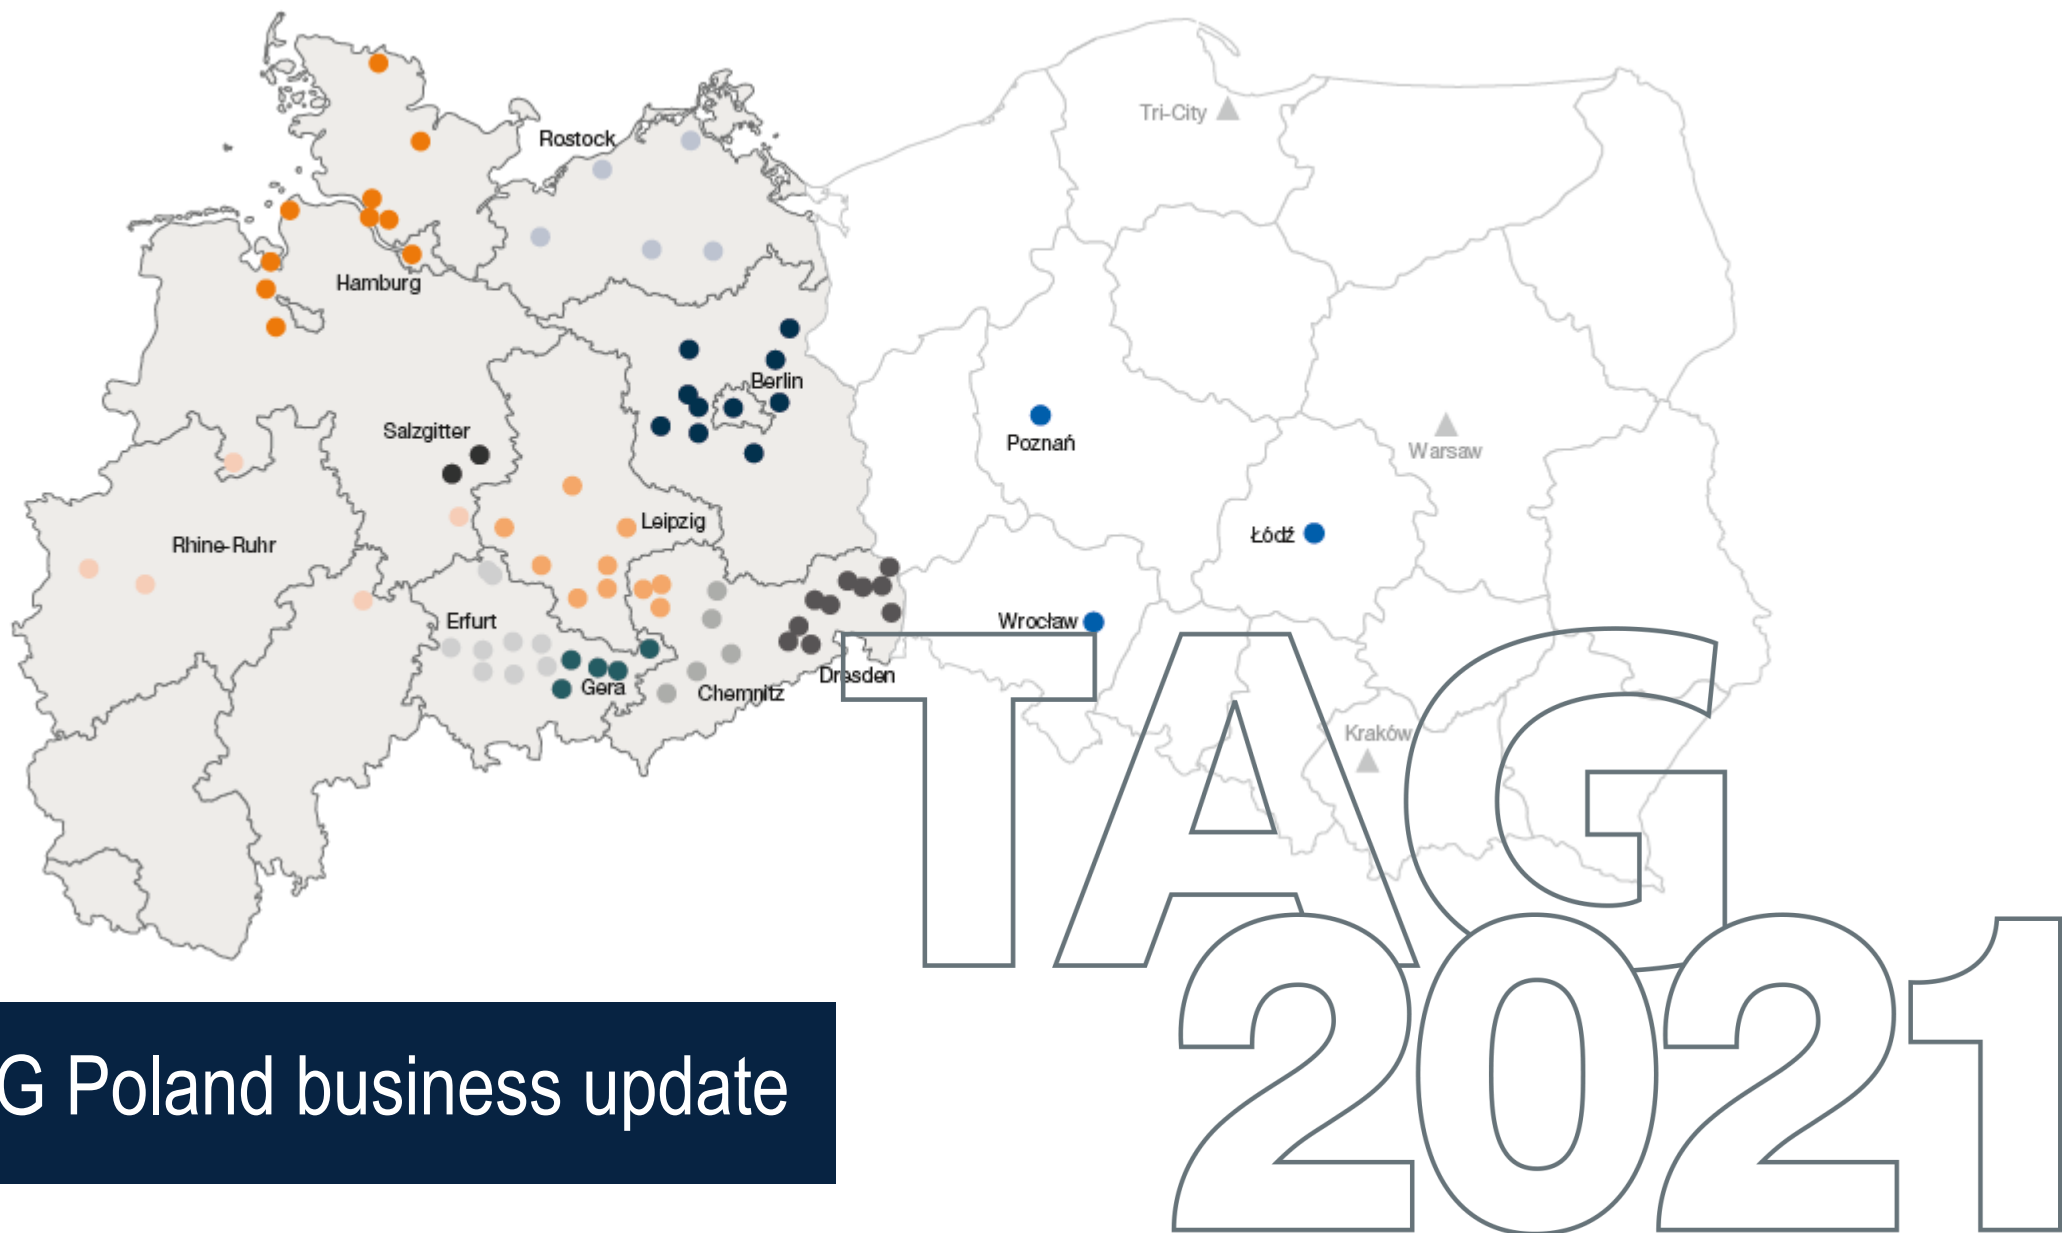 Rostock
Tri-City
Hamburg
Berlin
Salzgitter
Poznań
Warsaw
Leipzig
Rhine-Ruhr
Łódź
Erfurt
Wrocław
Dresden
Gera
Chemnitz
Kraków
TAG
2021
G Poland business update